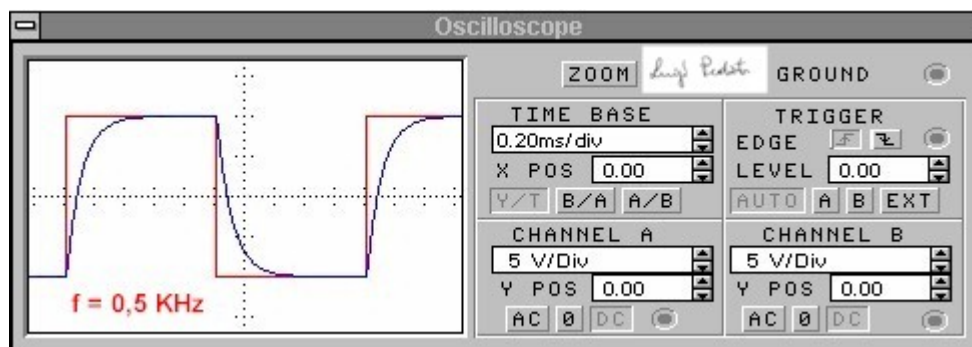 Oscilloscope
ZOOM Luigi GROUND
TIME BASE
0.20ms/div
X POS 0.00
Y/T B/A A/B
TRIGGER
EDGE
LEVEL 0.00
AUTO A B EXT
CHANNEL A
5 V/Div
Y POS 0.00
AC 0 DC
CHANNEL B
5 V/Div
Y POS 0.00
AC 0 DC
f = 0,5 KHz